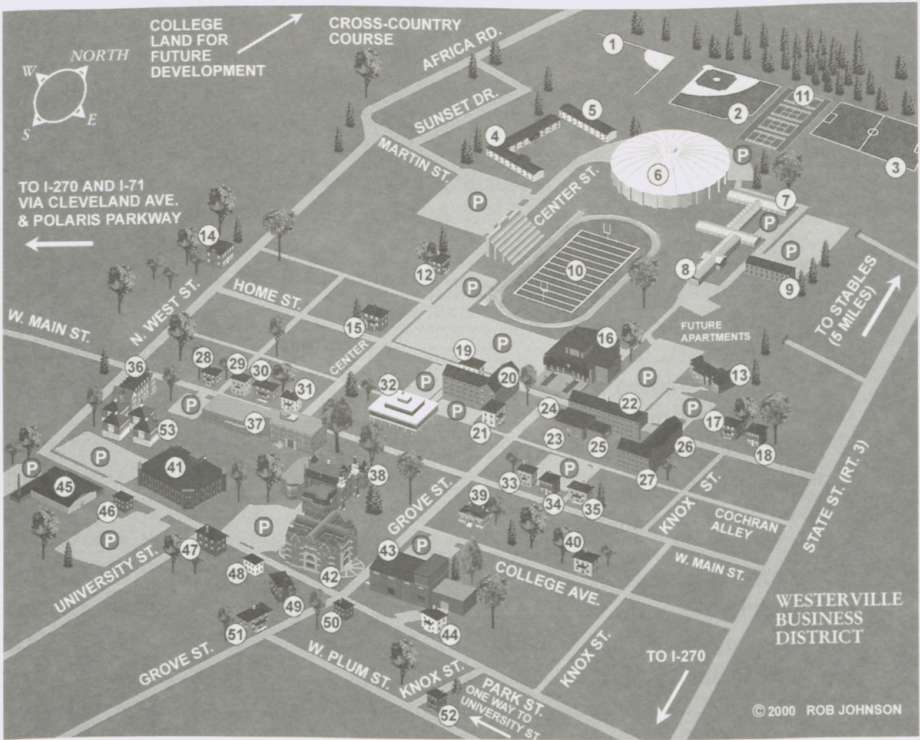 COLLEGE
LAND FOR
FUTURE
DEVELOPMENT
CROSS-COUNTRY
COURSE
AFRICA RD.
NORTH
W
S
E
SUNSET DR.
MARTIN ST.
CENTER ST.
TO I-270 AND I-71
VIA CLEVELAND AVE.
& POLARIS PARKWAY
1
2
11
3
4
5
6
P
7
P
P
P
8
9
10
12
14
P
TO STABLES
(5 MILES)
FUTURE
APARTMENTS
HOME ST.
N. WEST ST.
W. MAIN ST.
15
CENTER
16
P
P
13
19
20
P
36
28
29
30
31
32
P
P
37
53
21
24
22
P
17
18
23
25
26
27
33
P
34
35
38
39
40
41
P
P
45
46
P
P
47
48
42
43
P
GROVE ST.
KNOX ST.
COCHRAN
ALLEY
W. MAIN ST.
STATE ST. (RT. 3)
COLLEGE AVE.
UNIVERSITY ST.
49
50
51
44
GROVE ST.
W. PLUM ST.
KNOX ST.
KNOX ST.
PARK ST.
ONE WAY TO
UNIVERSITY ST.
52
TO I-270
WESTERVILLE
BUSINESS
DISTRICT
© 2000 ROB JOHNSON